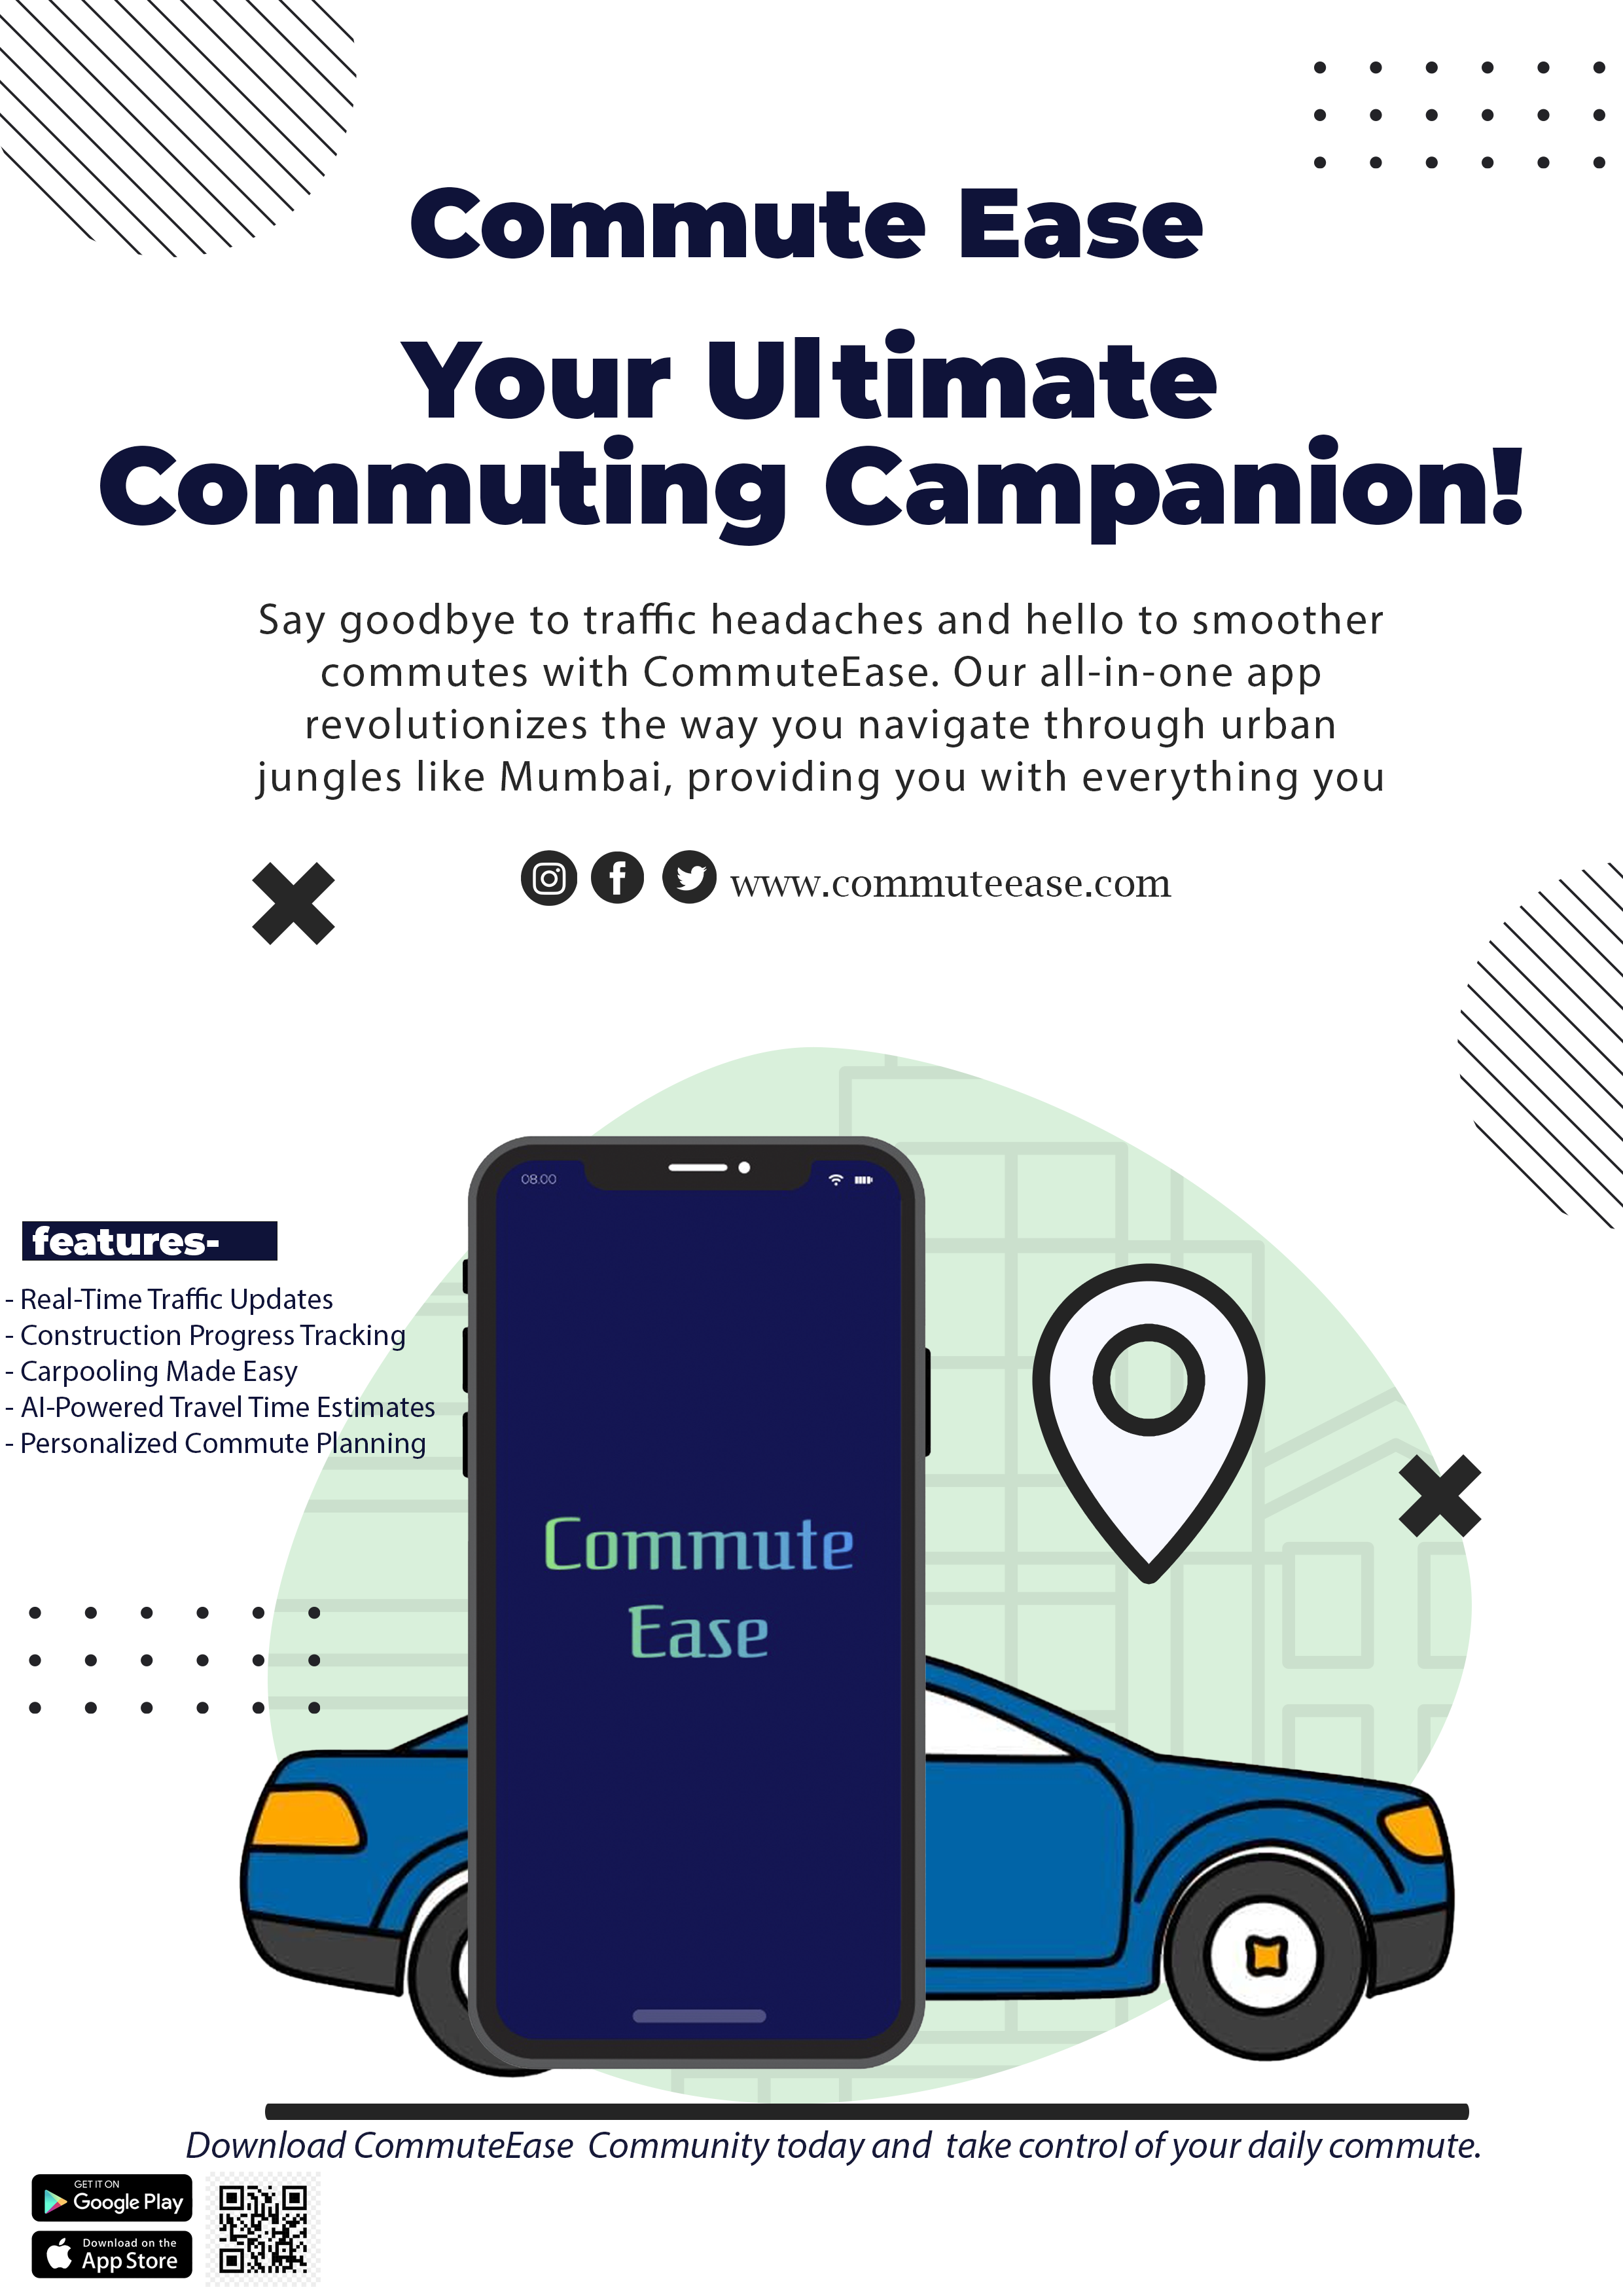 Commute Ease
Your Ultimate
Commuting Campanion!
Say goodbye to traffic headaches and hello to smoother
commutes with CommuteEase. Our all-in-one app
revolutionizes the way you navigate through urban
jungles like Mumbai, providing you with everything you
www.commuteease.com
08.00
features-
- Real-Time Traffic Updates
- Construction Progress Tracking
- Carpooling Made Easy
- AI-Powered Travel Time Estimates
- Personalized Commute Planning
Commute
Ease
Download CommuteEase Community today and take control of your daily commute.
GET IT ON
Google Play
Download on the
App Store